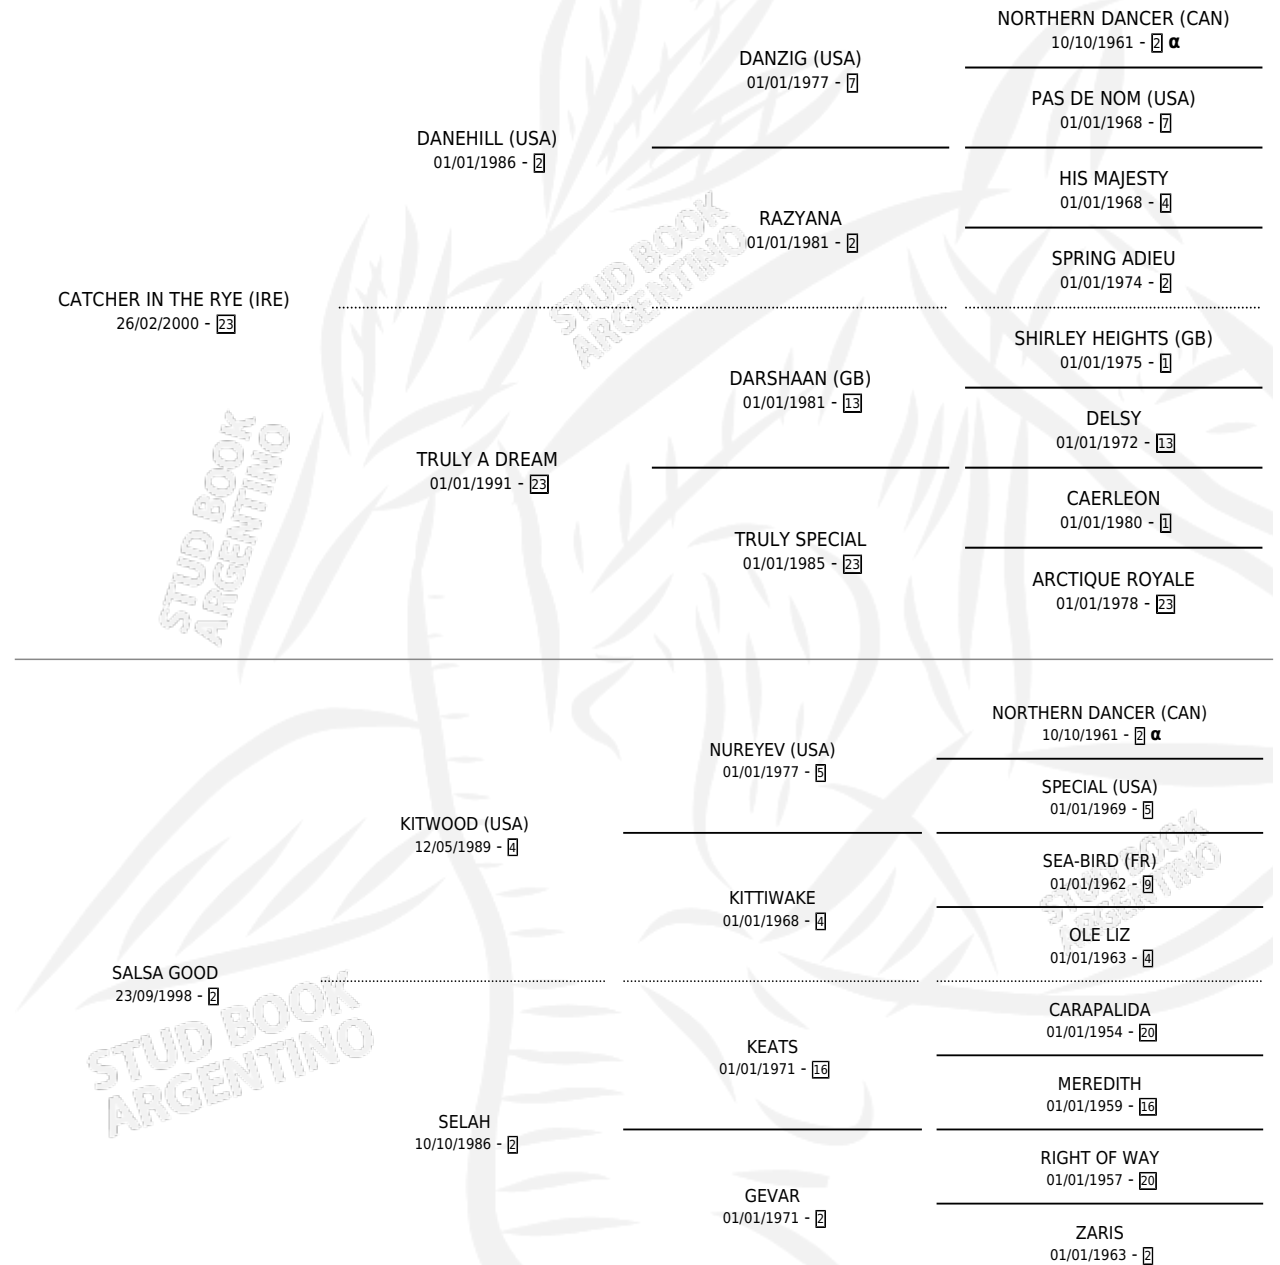 NORTHERN DANCER (CAN)
10/10/1961 - 2 α
DANZIG (USA)
01/01/1977 - 7
PAS DE NOM (USA)
01/01/1968 - 7
DANEHILL (USA)
01/01/1986 - 2
HIS MAJESTY
01/01/1968 - 4
RAZYANA
01/01/1981 - 2
SPRING ADIEU
01/01/1974 - 2
CATCHER IN THE RYE (IRE)
26/02/2000 - 23
SHIRLEY HEIGHTS (GB)
01/01/1975 - 1
DARSHAAN (GB)
01/01/1981 - 13
DELSY
01/01/1972 - 13
TRULY A DREAM
01/01/1991 - 23
CAERLEON
01/01/1980 - 1
TRULY SPECIAL
01/01/1985 - 23
ARCTIQUE ROYALE
01/01/1978 - 23
STUD BOOK
ARGENTINO
STUD BOOK
ARGENTINO
NORTHERN DANCER (CAN)
10/10/1961 - 2 α
NUREYEV (USA)
01/01/1977 - 5
SPECIAL (USA)
01/01/1969 - 5
KITWOOD (USA)
12/05/1989 - 4
SEA-BIRD (FR)
01/01/1962 - 9
KITTIWAKE
01/01/1968 - 4
OLE LIZ
01/01/1963 - 4
SALSA GOOD
23/09/1998 - 2
CARAPALIDA
01/01/1954 - 20
KEATS
01/01/1971 - 16
MEREDITH
01/01/1959 - 16
SELAH
10/10/1986 - 2
RIGHT OF WAY
01/01/1957 - 20
GEVAR
01/01/1971 - 2
ZARIS
01/01/1963 - 2
STUD BOOK
ARGENTINO
STUD BOOK
ARGENTINO